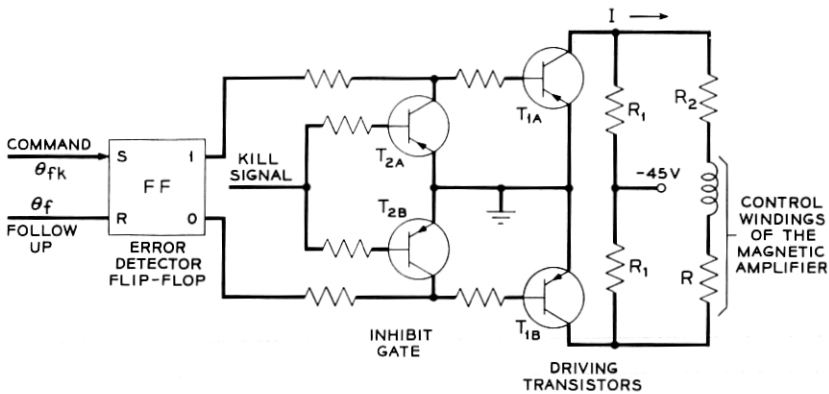 I
T1A
R1
R2
COMMAND
θfk
S
1
FF
KILL
SIGNAL
T2A
-45V
CONTROL
WINDINGS
OF THE
MAGNETIC
AMPLIFIER
θf
FOLLOW
UP
R
0
T2B
R1
R
ERROR
DETECTOR
FLIP-FLOP
T1B
INHIBIT
GATE
DRIVING
TRANSISTORS